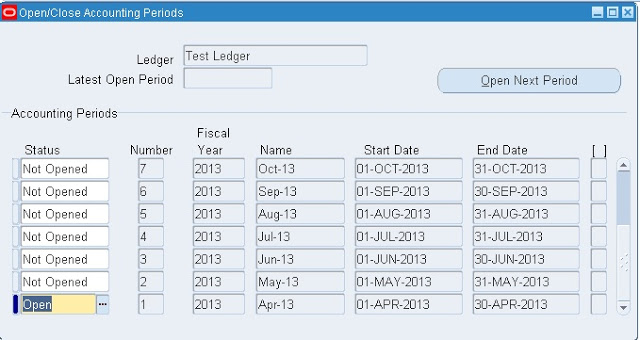 Open/Close Accounting Periods
Ledger Test Ledger
Latest Open Period
Open Next Period
Accounting Periods
Status Number Fiscal Year Name Start Date End Date [ ]
Not Opened 7 2013 Oct-13 01-OCT-2013 31-OCT-2013
Not Opened 6 2013 Sep-13 01-SEP-2013 30-SEP-2013
Not Opened 5 2013 Aug-13 01-AUG-2013 31-AUG-2013
Not Opened 4 2013 Jul-13 01-JUL-2013 31-JUL-2013
Not Opened 3 2013 Jun-13 01-JUN-2013 30-JUN-2013
Not Opened 2 2013 May-13 01-MAY-2013 31-MAY-2013
Open ... 1 2013 Apr-13 01-APR-2013 30-APR-2013